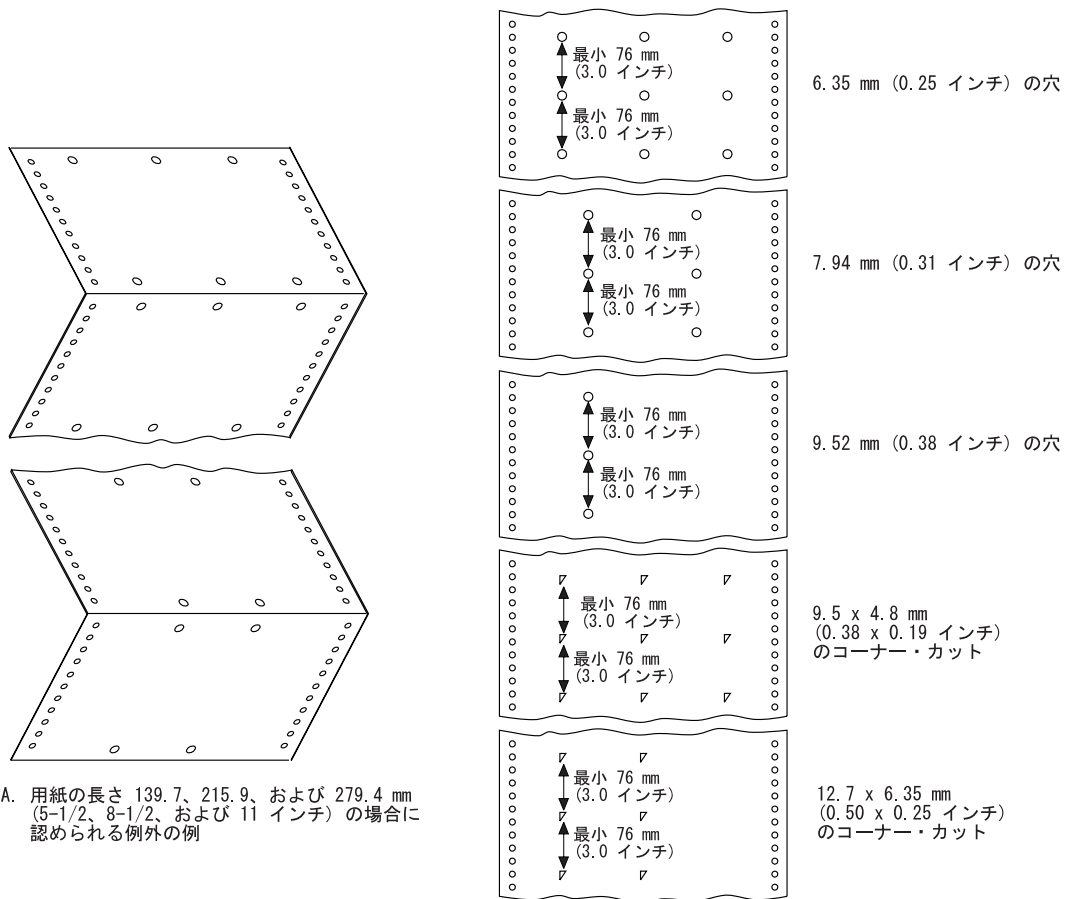 最小 76 mm
(3.0 インチ)
最小 76 mm
(3.0 インチ)
6.35 mm (0.25 インチ) の穴
最小 76 mm
(3.0 インチ)
最小 76 mm
(3.0 インチ)
7.94 mm (0.31 インチ) の穴
最小 76 mm
(3.0 インチ)
最小 76 mm
(3.0 インチ)
9.52 mm (0.38 インチ) の穴
最小 76 mm
(3.0 インチ)
最小 76 mm
(3.0 インチ)
9.5 x 4.8 mm
(0.38 x 0.19 インチ)
のコーナー・カット
最小 76 mm
(3.0 インチ)
最小 76 mm
(3.0 インチ)
12.7 x 6.35 mm
(0.50 x 0.25 インチ)
のコーナー・カット
A. 用紙の長さ 139.7、215.9、および 279.4 mm
(5-1/2、8-1/2、および 11 インチ) の場合に
認められる例外の例